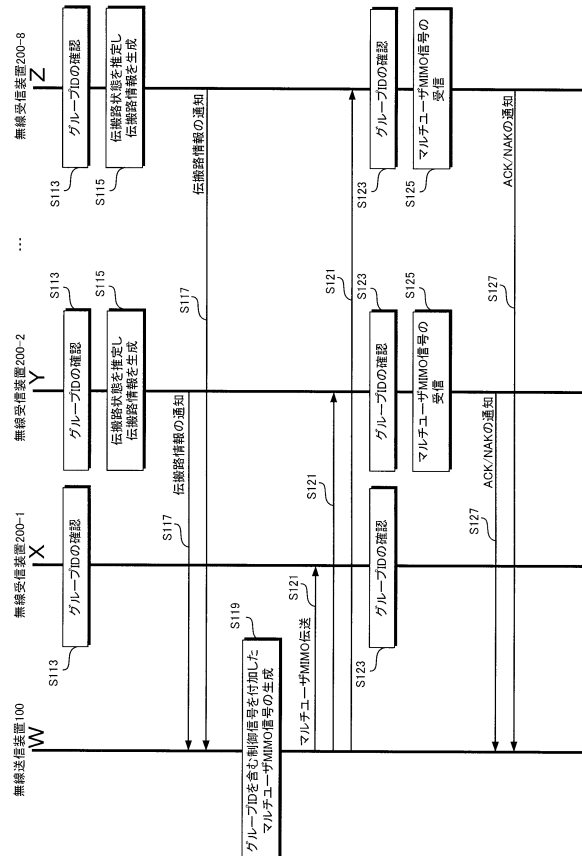 無線送信装置100
W
無線受信装置200-1
X
無線受信装置200-2
Y
…
無線受信装置200-8
Z
S113
グループIDの確認
S113
グループIDの確認
S113
グループIDの確認
S115
伝搬路状態を推定し
伝搬路情報を生成
S115
伝搬路状態を推定し
伝搬路情報を生成
S117
伝搬路情報の通知
S117
伝搬路情報の通知
S119
グループIDを含む制御信号を付加した
マルチユーザMIMO信号の生成
マルチユーザMIMO伝送
S121
S121
S121
S123
グループIDの確認
S123
グループIDの確認
S123
グループIDの確認
S125
マルチユーザMIMO信号の
受信
S125
マルチユーザMIMO信号の
受信
S127
ACK/NAKの通知
S127
ACK/NAKの通知